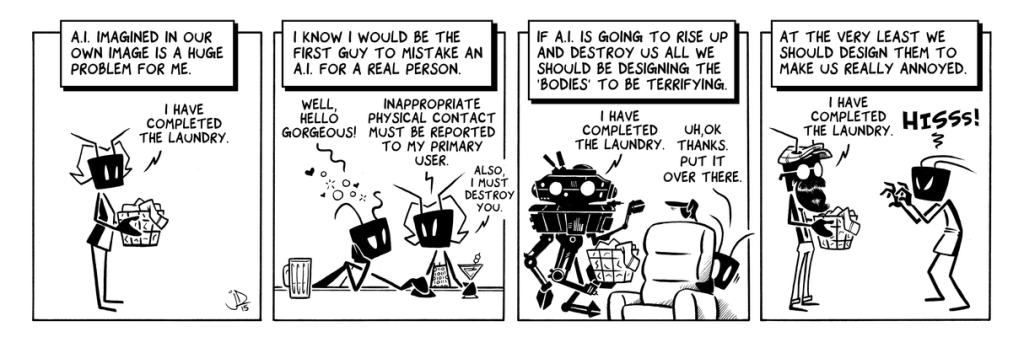 A.I. IMAGINED IN OUR
OWN IMAGE IS A HUGE
PROBLEM FOR ME.
I HAVE
COMPLETED
THE LAUNDRY.
JD
15
I KNOW I WOULD BE THE
FIRST GUY TO MISTAKE AN
A.I. FOR A REAL PERSON.
WELL,
HELLO
GORGEOUS!
INAPPROPRIATE
PHYSICAL CONTACT
MUST BE REPORTED
TO MY PRIMARY
USER.
ALSO,
I MUST
DESTROY
YOU.
IF A.I. IS GOING TO RISE UP
AND DESTROY US ALL WE
SHOULD BE DESIGNING THE
'BODIES' TO BE TERRIFYING.
I HAVE
COMPLETED
THE LAUNDRY.
UH,OK
THANKS.
PUT IT
OVER THERE.
AT THE VERY LEAST WE
SHOULD DESIGN THEM TO
MAKE US REALLY ANNOYED.
I HAVE
COMPLETED
THE LAUNDRY.
HISSS!